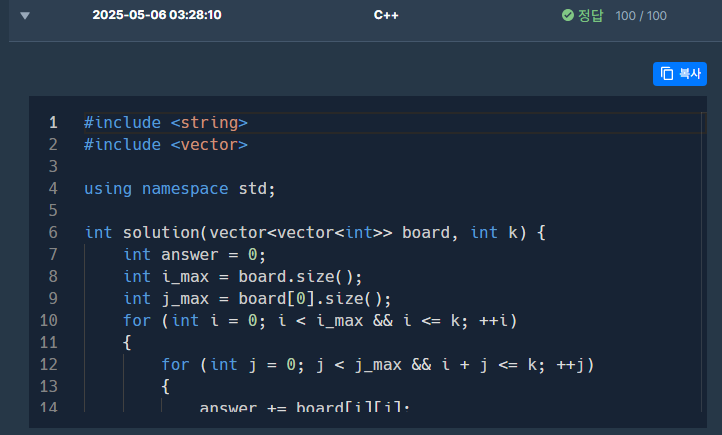 2025-05-06 03:28:10 C++ 정답 100 / 100
복사
1 #include <string>
2 #include <vector>
3
4 using namespace std;
5
6 int solution(vector<vector<int>> board, int k) {
7 int answer = 0;
8 int i_max = board.size();
9 int j_max = board[0].size();
10 for (int i = 0; i < i_max && i <= k; ++i)
11 {
12 for (int j = 0; j < j_max && i + j <= k; ++j)
13 {
14 answer += board[i][j];